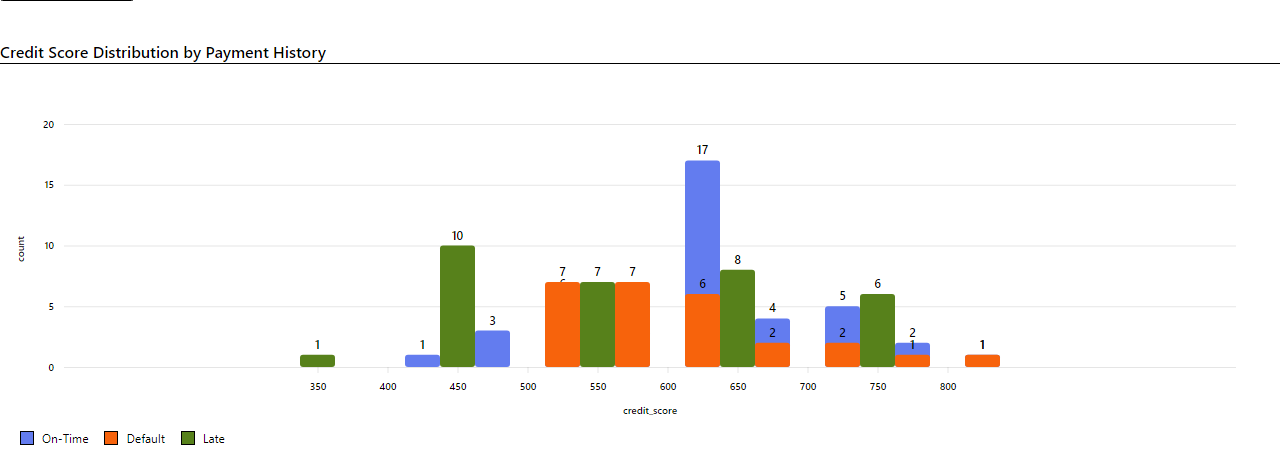 Credit Score Distribution by Payment History
20
15
10
5
0
count
17
10
8
7 7 7
6
6
5
4
3
2 2 2
1 1 1 1
350 400 450 500 550 600 650 700 750 800
credit_score
On-Time Default Late